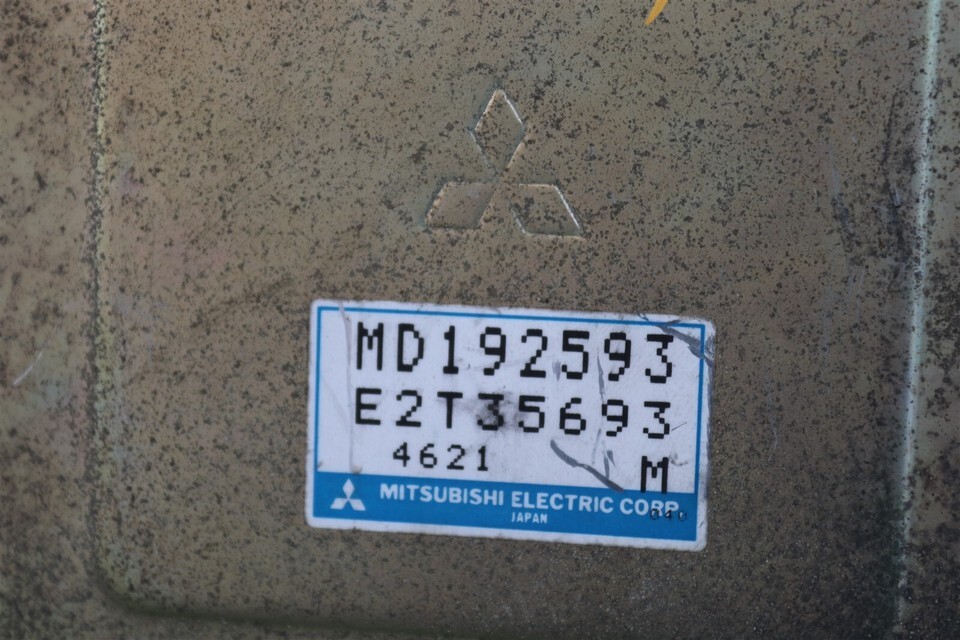 MD192593
E2T35693
4621 M
MITSUBISHI ELECTRIC CORP.
JAPAN